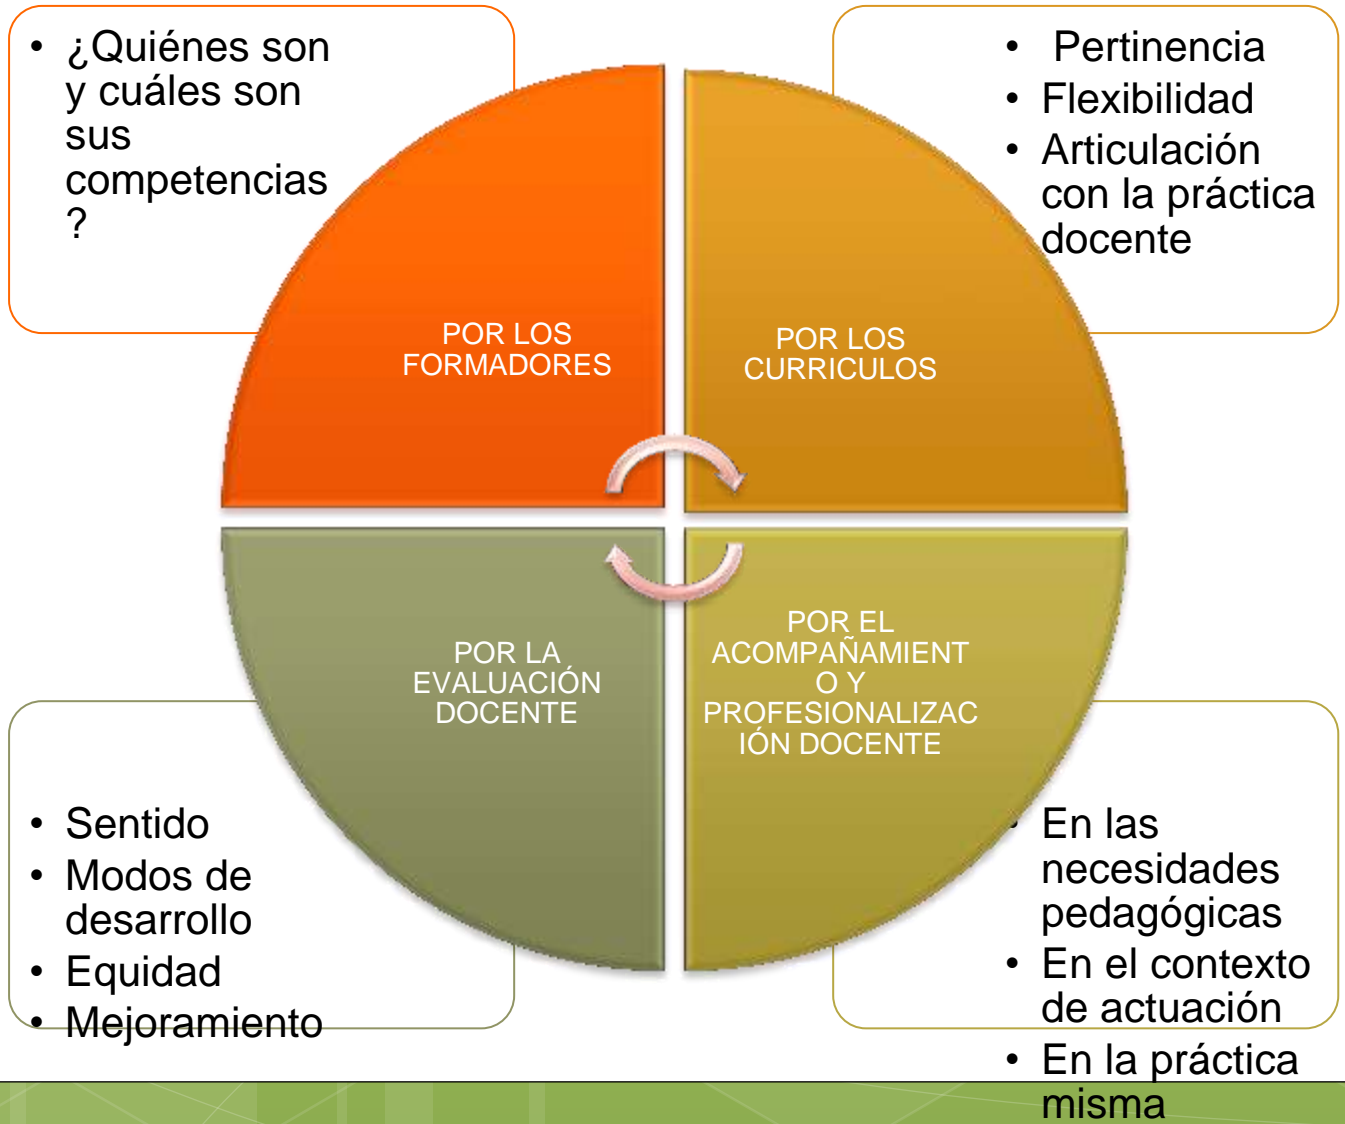 • ¿Quiénes son
y cuáles son
sus
competencias
?
• Pertinencia
• Flexibilidad
• Articulación
con la práctica
docente
POR LOS
FORMADORES
POR LOS
CURRICULOS
POR LA
EVALUACIÓN
DOCENTE
POR EL
ACOMPAÑAMIENT
O Y
PROFESIONALIZAC
IÓN DOCENTE
• Sentido
• Modos de
desarrollo
• Equidad
• Mejoramiento
• En las
necesidades
pedagógicas
• En el contexto
de actuación
• En la práctica
misma